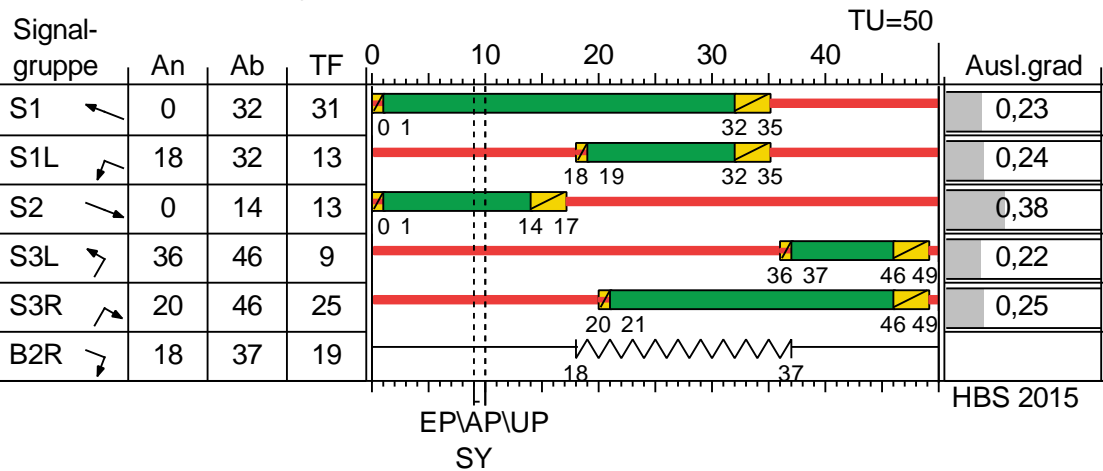 TU=50
Signal-
gruppe An Ab TF 0 10 20 30 40 Ausl.grad
S1 0 32 31 0,23
0 1 32 35
S1L 18 32 13 0,24
18 19 32 35
S2 0 14 13 0,38
0 1 14 17
S3L 36 46 9 0,22
36 37 46 49
S3R 20 46 25 0,25
20 21 46 49
B2R 18 37 19
18 37
HBS 2015
EP\AP\UP
SY